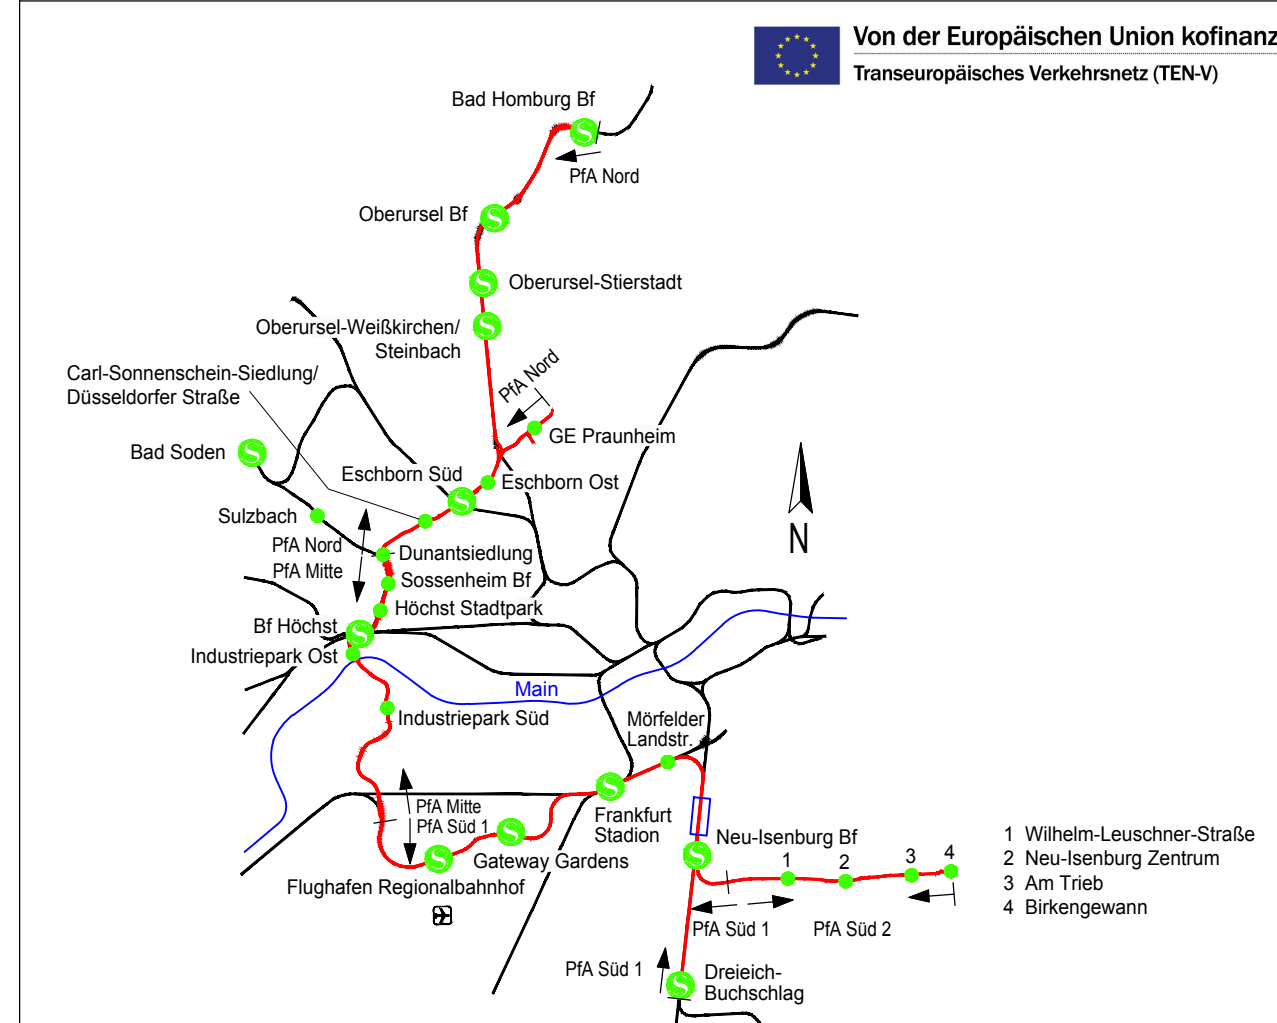 Von der Europäischen Union kofinanz
Transeuropäisches Verkehrsnetz (TEN-V)
Bad Homburg Bf
PfA Nord
Oberursel Bf
Oberursel-Stierstadt
Oberursel-Weißkirchen/
Steinbach
PfA Nord
Carl-Sonnenschein-Siedlung/
Düsseldorfer Straße
GE Praunheim
Bad Soden
Eschborn Süd
Eschborn Ost
Sulzbach
PfA Nord
PfA Mitte
Dunantsiedlung
Sossenheim Bf
Höchst Stadtpark
Bf Höchst
Industriepark Ost
N
Main
Industriepark Süd
Mörfelder
Landstr.
PfA Mitte
PfA Süd 1
Frankfurt
Stadion
Gateway Gardens
Flughafen Regionalbahnhof
Neu-Isenburg Bf
1
2
3
4
1 Wilhelm-Leuschner-Straße
2 Neu-Isenburg Zentrum
3 Am Trieb
4 Birkengewann
PfA Süd 1
PfA Süd 2
PfA Süd 1
Dreieich-
Buchschlag